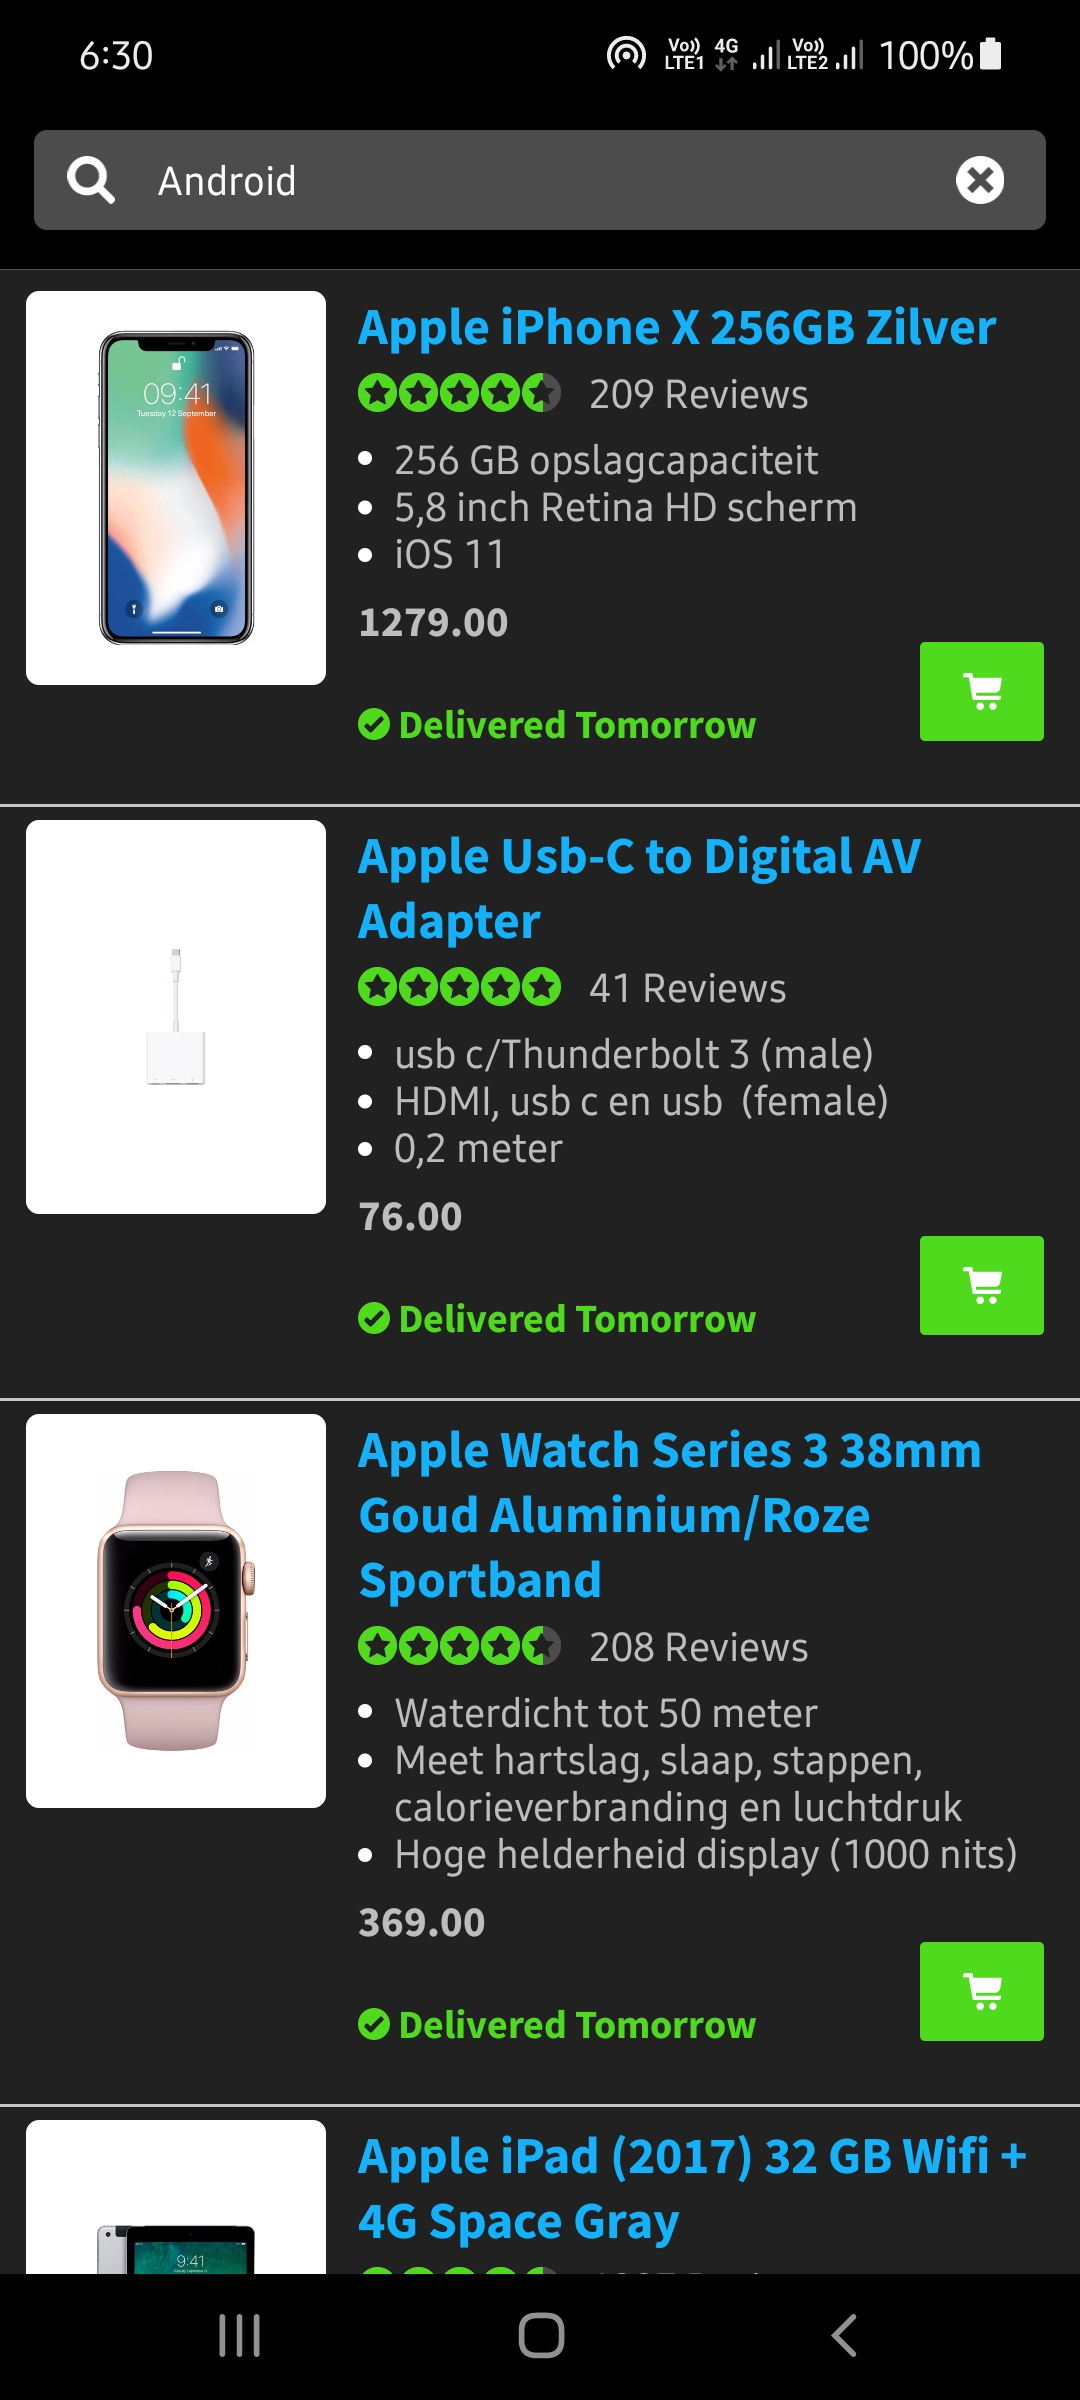 6:30
Vo)) LTE1 4G Vo)) LTE2 100%
Android
Apple iPhone X 256GB Zilver
209 Reviews
256 GB opslagcapaciteit
5,8 inch Retina HD scherm
iOS 11
1279.00
Delivered Tomorrow
09:41
Tuesday 12 September
Apple Usb-C to Digital AV
Adapter
41 Reviews
usb c/Thunderbolt 3 (male)
HDMI, usb c en usb (female)
0,2 meter
76.00
Delivered Tomorrow
Apple Watch Series 3 38mm
Goud Aluminium/Roze
Sportband
208 Reviews
Waterdicht tot 50 meter
Meet hartslag, slaap, stappen,
calorieverbranding en luchtdruk
Hoge helderheid display (1000 nits)
369.00
Delivered Tomorrow
Apple iPad (2017) 32 GB Wifi +
4G Space Gray
9:41